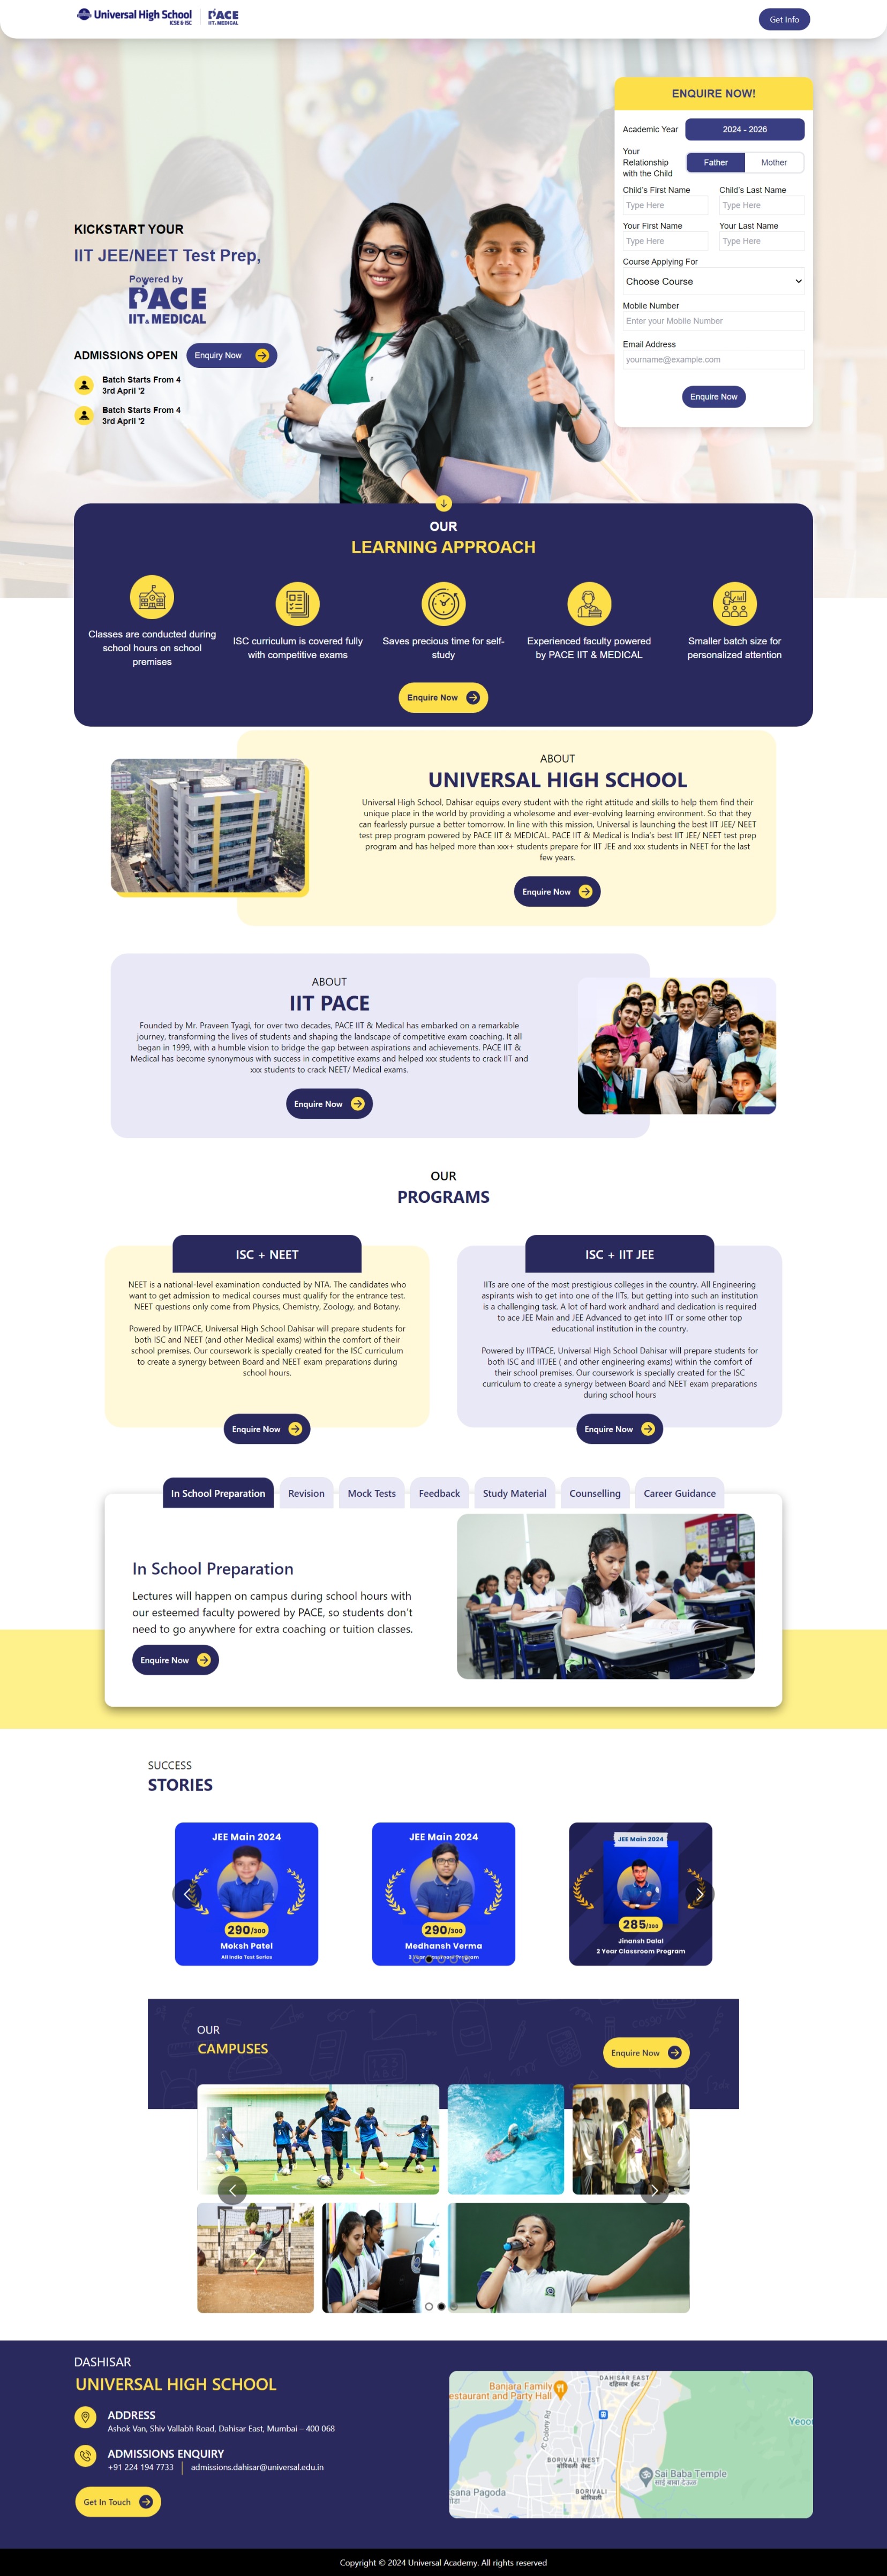 Universal High School
ICSE & ISC
PACE
IIT & MEDICAL
Get Info
ENQUIRE NOW!
Academic Year
2024 - 2026
Your
Relationship
with the Child
Father
Mother
Child's First Name
Child's Last Name
Type Here
Type Here
Your First Name
Your Last Name
Type Here
Type Here
Course Applying For
Choose Course
Mobile Number
Enter your Mobile Number
Email Address
yourname@example.com
Enquire Now
KICKSTART YOUR
IIT JEE/NEET Test Prep,
Powered by
PACE
IIT & MEDICAL
ADMISSIONS OPEN
Enquiry Now
Batch Starts From 4
3rd April '2
Batch Starts From 4
3rd April '2
OUR
LEARNING APPROACH
Classes are conducted during
school hours on school
premises
ISC curriculum is covered fully
with competitive exams
Saves precious time for self-
study
Experienced faculty powered
by PACE IIT & MEDICAL
Smaller batch size for
personalized attention
Enquire Now
ABOUT
UNIVERSAL HIGH SCHOOL
Universal High School, Dahisar equips every student with the right attitude and skills to help them find their
unique place in the world by providing a wholesome and ever-evolving learning environment. So that they
can fearlessly pursue a better tomorrow. In line with this mission, Universal is launching the best IIT JEE/ NEET
test prep program powered by PACE IIT & MEDICAL. PACE IIT & Medical is India's best IIT JEE/ NEET test prep
program and has helped more than xxx+ students prepare for IIT JEE and xxx students in NEET for the last
few years.
Enquire Now
ABOUT
IIT PACE
Founded by Mr. Praveen Tyagi, for over two decades, PACE IIT & Medical has embarked on a remarkable
journey, transforming the lives of students and shaping the landscape of competitive exam coaching. It all
began in 1999, with a humble vision to bridge the gap between aspirations and achievements. PACE IIT &
Medical has become synonymous with success in competitive exams and helped xxx students to crack IIT and
xxx students to crack NEET/ Medical exams.
Enquire Now
OUR
PROGRAMS
ISC + NEET
NEET is a national-level examination conducted by NTA. The candidates who
want to get admission to medical courses must qualify for the entrance test.
NEET questions only come from Physics, Chemistry, Zoology, and Botany.
Powered by IITPACE, Universal High School Dahisar will prepare students for
both ISC and NEET (and other Medical exams) within the comfort of their
school premises. Our coursework is specially created for the ISC curriculum
to create a synergy between Board and NEET exam preparations during
school hours.
Enquire Now
ISC + IIT JEE
IITs are one of the most prestigious colleges in the country. All Engineering
aspirants wish to get into one of the IITs, but getting into such an institution
is a challenging task. A lot of hard work andhard and dedication is required
to ace JEE Main and JEE Advanced to get into IIT or some other top
educational institution in the country.
Powered by IITPACE, Universal High School Dahisar will prepare students for
both ISC and IITJEE ( and other engineering exams) within the comfort of
their school premises. Our coursework is specially created for the ISC
curriculum to create a synergy between Board and NEET exam preparations
during school hours
Enquire Now
In School Preparation
Revision
Mock Tests
Feedback
Study Material
Counselling
Career Guidance
In School Preparation
Lectures will happen on campus during school hours with
our esteemed faculty powered by PACE, so students don't
need to go anywhere for extra coaching or tuition classes.
Enquire Now
SUCCESS
STORIES
JEE Main 2024
290/300
Moksh Patel
All India Test Series
JEE Main 2024
290/300
Medhansh Verma
JEE Main 2024
285/300
Jinansh Dalal
2 Year Classroom Program
OUR
CAMPUSES
Enquire Now
DASHISAR
UNIVERSAL HIGH SCHOOL
ADDRESS
Ashok Van, Shiv Vallabh Road, Dahisar East, Mumbai – 400 068
ADMISSIONS ENQUIRY
+91 224 194 7733
admissions.dahisar@universal.edu.in
Get In Touch
Banjara Family
estaurant and Party Hall
DAHISAR EAST
दहिसर ईस्ट
Colony Rd
Yeoor
BORIVALI WEST
बोरिवली वेस्ट
Sai Baba Temple
साई बाबा टेंपल
BORIVALI
बोरीवली
sana Pagoda
Copyright © 2024 Universal Academy. All rights reserved